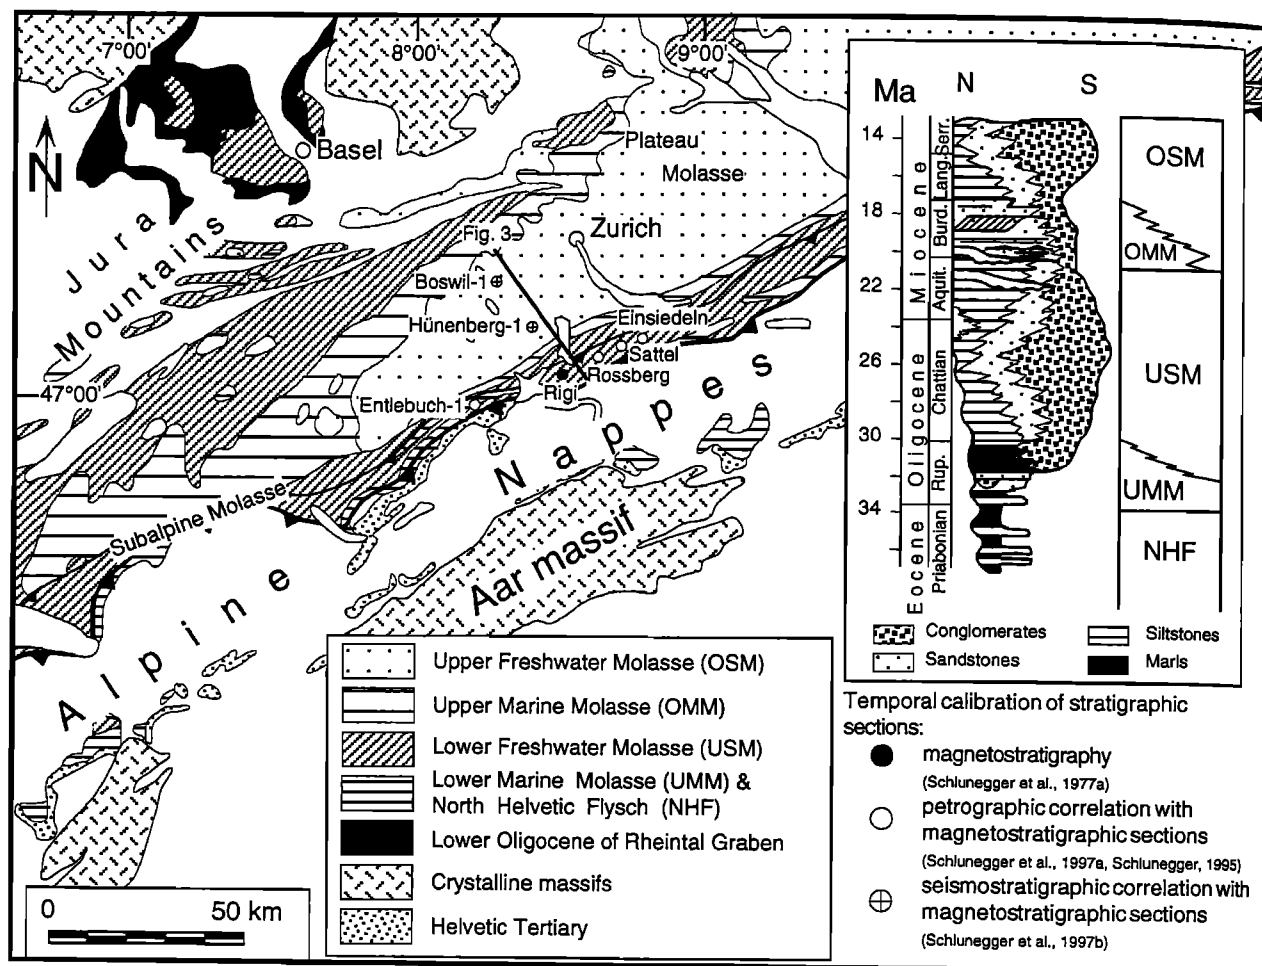 7°00'
8°00'
9°00'
N
Basel
Plateau
Molasse
Jura
Mountains
Zurich
Fig. 3
Boswil-1
Hünenberg-1
Einsiedeln
Sattel
Rossberg
Rigi
Entlebuch-1
47°00'
Subalpine Molasse
Alpine Nappes
Aar massif
Upper Freshwater Molasse (OSM)
Upper Marine Molasse (OMM)
Lower Freshwater Molasse (USM)
Lower Marine Molasse (UMM) &
North Helvetic Flysch (NHF)
Lower Oligocene of Rheintal Graben
Crystalline massifs
Helvetic Tertiary
0 50 km
Ma N S
14
18
22
26
30
34
Miocene
Oligocene
Eocene
Serr.
Lang.
Burd.
Aquit.
Chattian
Rup.
Priabonian
OSM
OMM
USM
UMM
NHF
Conglomerates
Siltstones
Sandstones
Marls
Temporal calibration of stratigraphic
sections:
magnetostratigraphy
(Schlunegger et al., 1977a)
petrographic correlation with
magnetostratigraphic sections
(Schlunegger et al., 1997a, Schlunegger, 1995)
seismostratigraphic correlation with
magnetostratigraphic sections
(Schlunegger et al., 1997b)